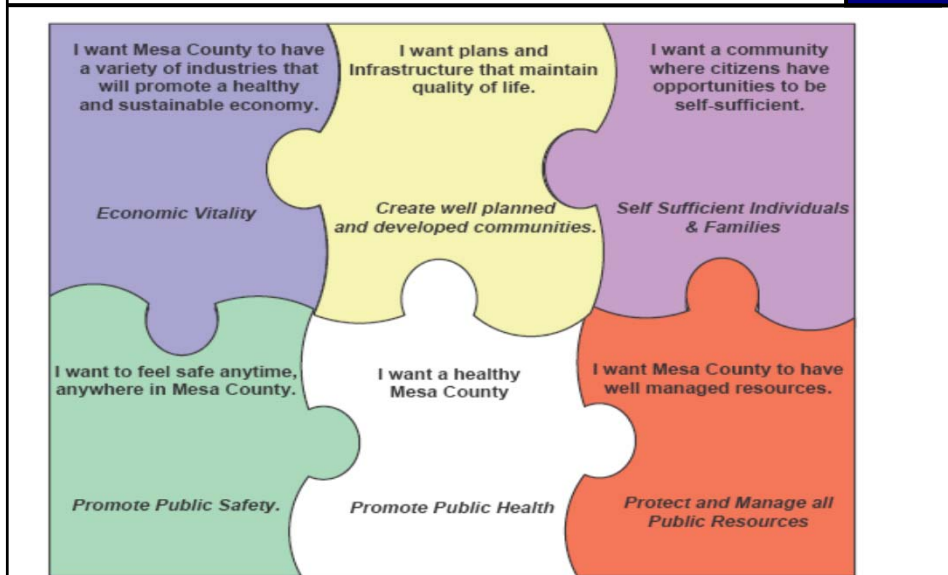 I want Mesa County to have
a variety of industries that
will promote a healthy
and sustainable economy.
Economic Vitality
I want plans and
Infrastructure that maintain
quality of life.
Create well planned
and developed communities.
I want a community
where citizens have
opportunities to be
self-sufficient.
Self Sufficient Individuals
& Families
I want to feel safe anytime,
anywhere in Mesa County.
Promote Public Safety.
I want a healthy
Mesa County
Promote Public Health
I want Mesa County to have
well managed resources.
Protect and Manage all
Public Resources